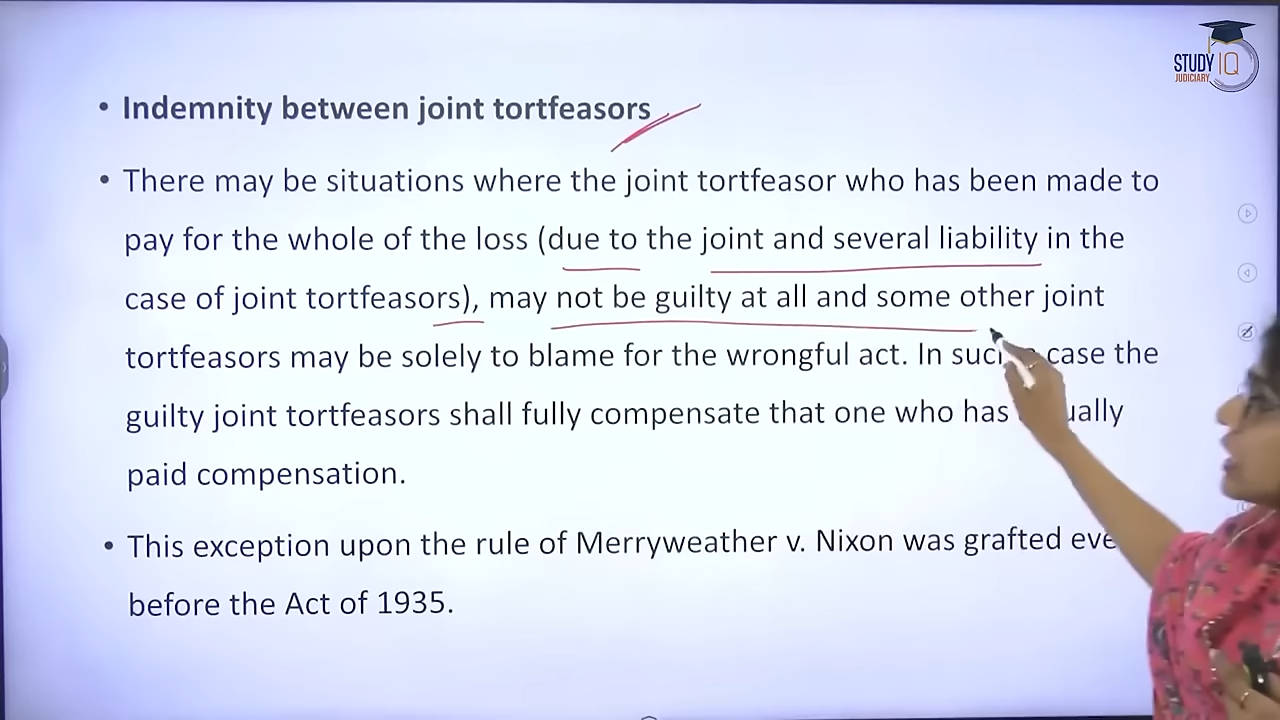 STUDY IQ
JUDICIARY
• Indemnity between joint tortfeasors
• There may be situations where the joint tortfeasor who has been made to
pay for the whole of the loss (due to the joint and several liability in the
case of joint tortfeasors), may not be guilty at all and some other joint
tortfeasors may be solely to blame for the wrongful act. In case the
guilty joint tortfeasors shall fully compensate that one who has
paid compensation.
• This exception upon the rule of Merryweather v. Nixon was grafted
before the Act of 1935.